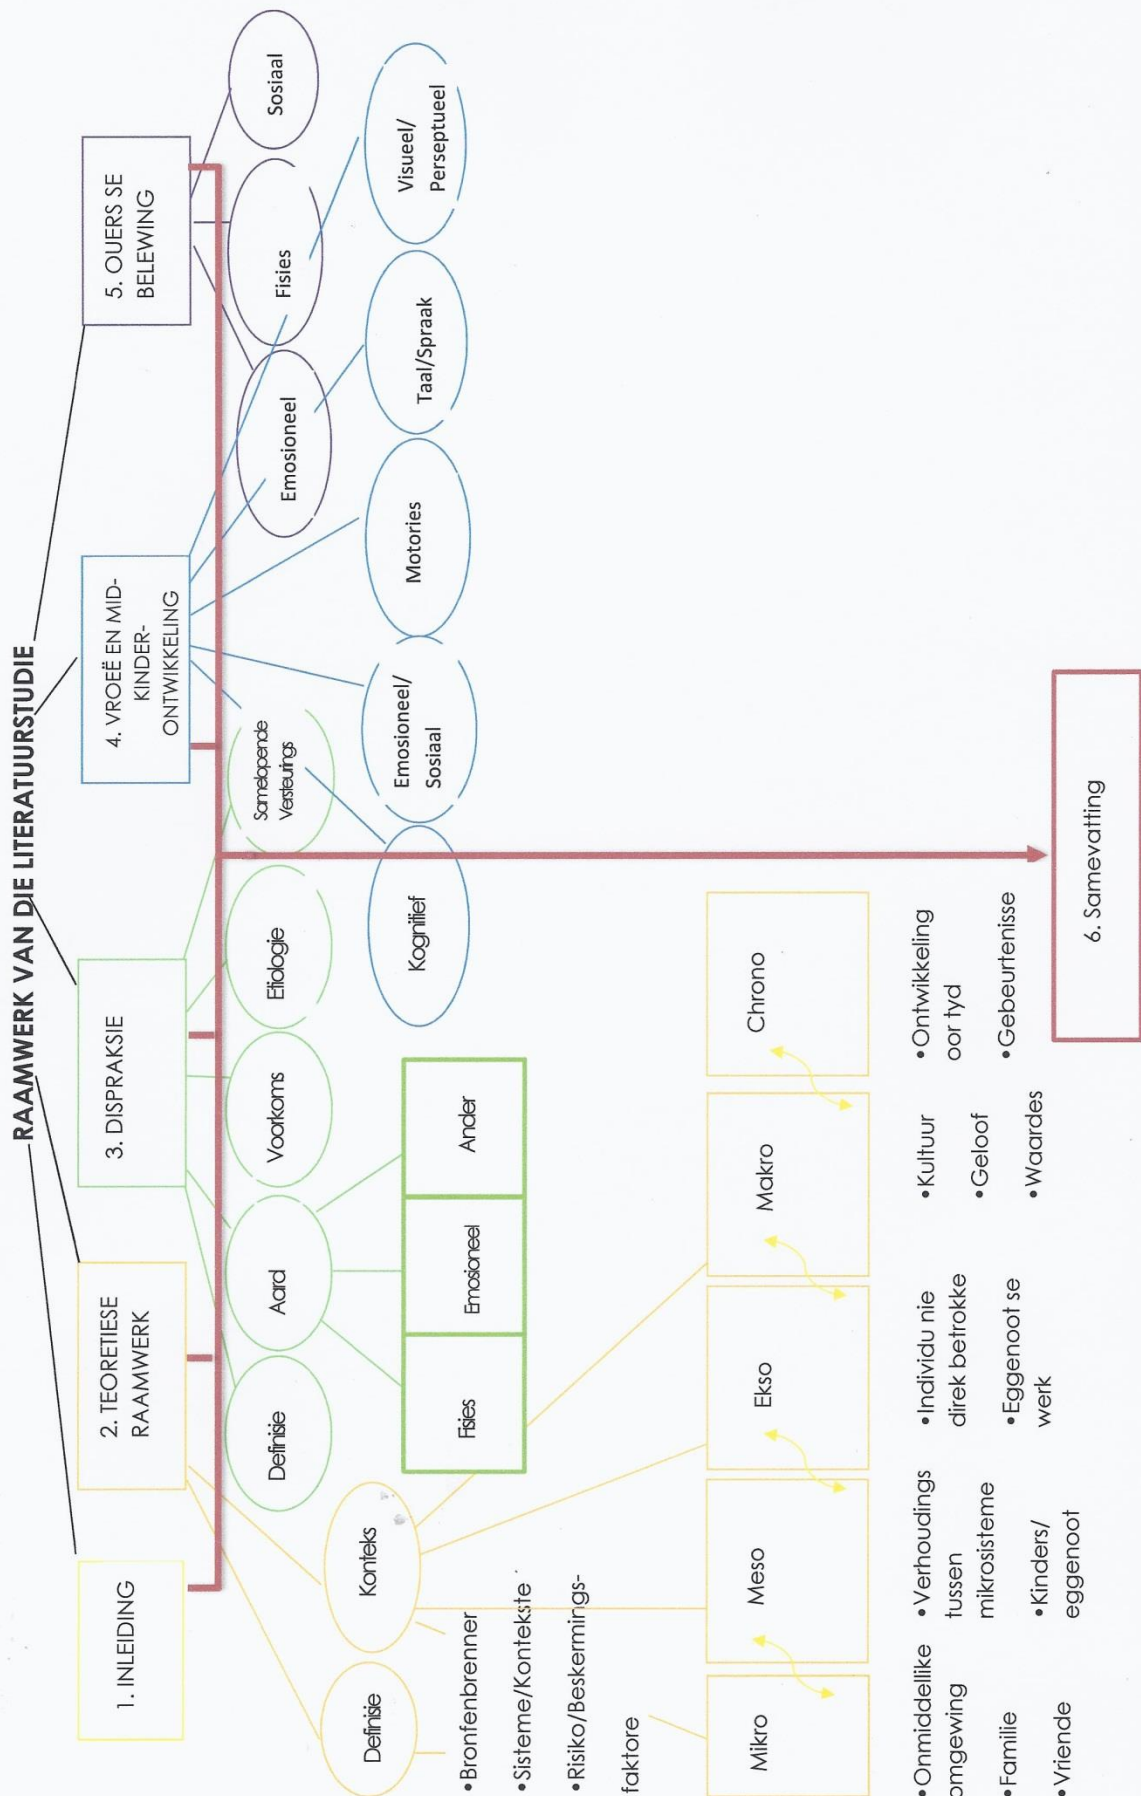 RAAMWERK VAN DIE LITERATUURSTUDIE
1. INLEIDING
2. TEORETIESE
RAAMWERK
3. DISPRAKSIE
4. VROEË EN MID-
KINDER-
ONTWIKKELING
5. OUERS SE
BELEWING
Definisie
Aard
Voorkoms
Etiologie
Samelopende
Versteurings
Emosioneel
Fisies
Sosiaal
Definisie
Konteks
Fisies
Emosioneel
Ander
Kognitief
Emosioneel/
Sosiaal
Motories
Taal/Spraak
Visueel/
Perseptueel
•Bronfenbrenner
•Sisteme/Kontekste
•Risiko/Beskermings-
faktore
Mikro
Meso
Ekso
Makro
Chrono
•Onmiddellike
omgewing
•Familie
•Vriende
•Verhoudings
tussen
mikrosisteme
•Kinders/
eggenoot
•Individu nie
direk betrokke
•Eggenoot se
werk
•Kultuur
•Geloof
•Waardes
•Ontwikkeling
oor tyd
•Gebeurtenisse
6. Samevatting